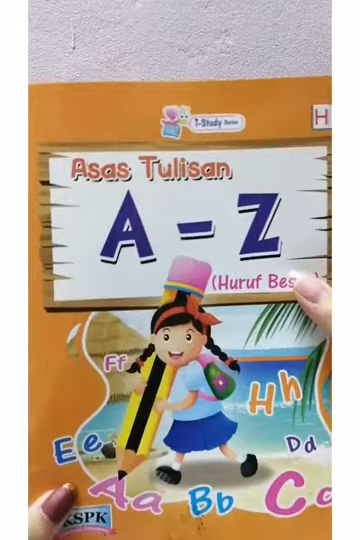 T-Study Series
H
Asas Tulisan
A - Z
(Huruf Bes
Ff
Hh
Ee
Dd
Aa Bb Cc
KSPK